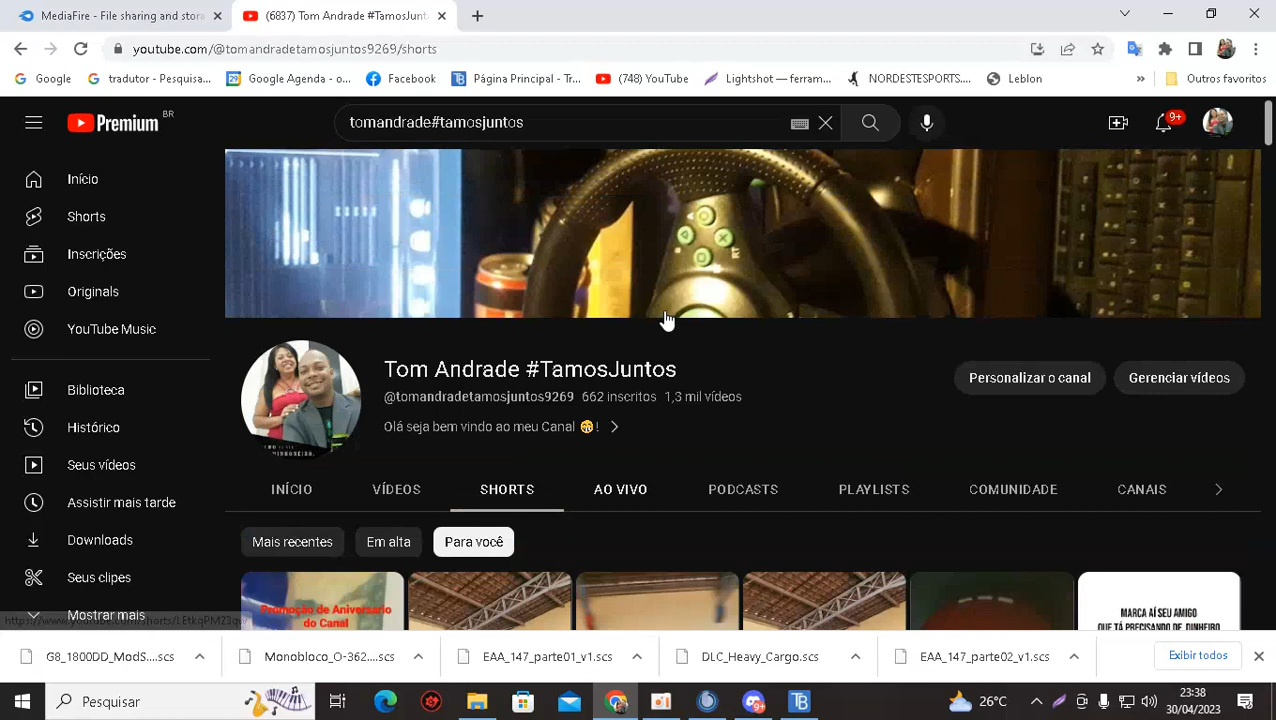 MediaFire - File sharing and stora
(6837) Tom Andrade #TamosJunt
youtube.com/@tomandradetamosjuntos9269/shorts
Google
tradutor - Pesquisa...
Google Agenda - o...
Facebook
Página Principal - Tr...
(748) YouTube
Lightshot — ferram...
NORDESTESPORTS....
Leblon
»
Outros favoritos
Premium BR
tomandrade#tamosjuntos
9+
Início
Shorts
Inscrições
Originals
YouTube Music
Biblioteca
Histórico
Seus vídeos
Assistir mais tarde
Downloads
Seus clipes
Mostrar mais
Tom Andrade #TamosJuntos
@tomandradetamosjuntos9269 662 inscritos 1,3 mil vídeos
Olá seja bem vindo ao meu Canal 😁!
Personalizar o canal
Gerenciar vídeos
INÍCIO
VÍDEOS
SHORTS
AO VIVO
PODCASTS
PLAYLISTS
COMUNIDADE
CANAIS
Mais recentes
Em alta
Para você
Promoção de Aniversario
do Canal
MARCA AÍ SEU AMIGO
QUE TÁ PRECISANDO DE DINHEIRO
G8_1800DD_ModS....scs
Monobloco_O-362....scs
EAA_147_parte01_v1.scs
DLC_Heavy_Cargo.scs
EAA_147_parte02_v1.scs
Exibir todos
Pesquisar
26°C
23:38
30/04/2023